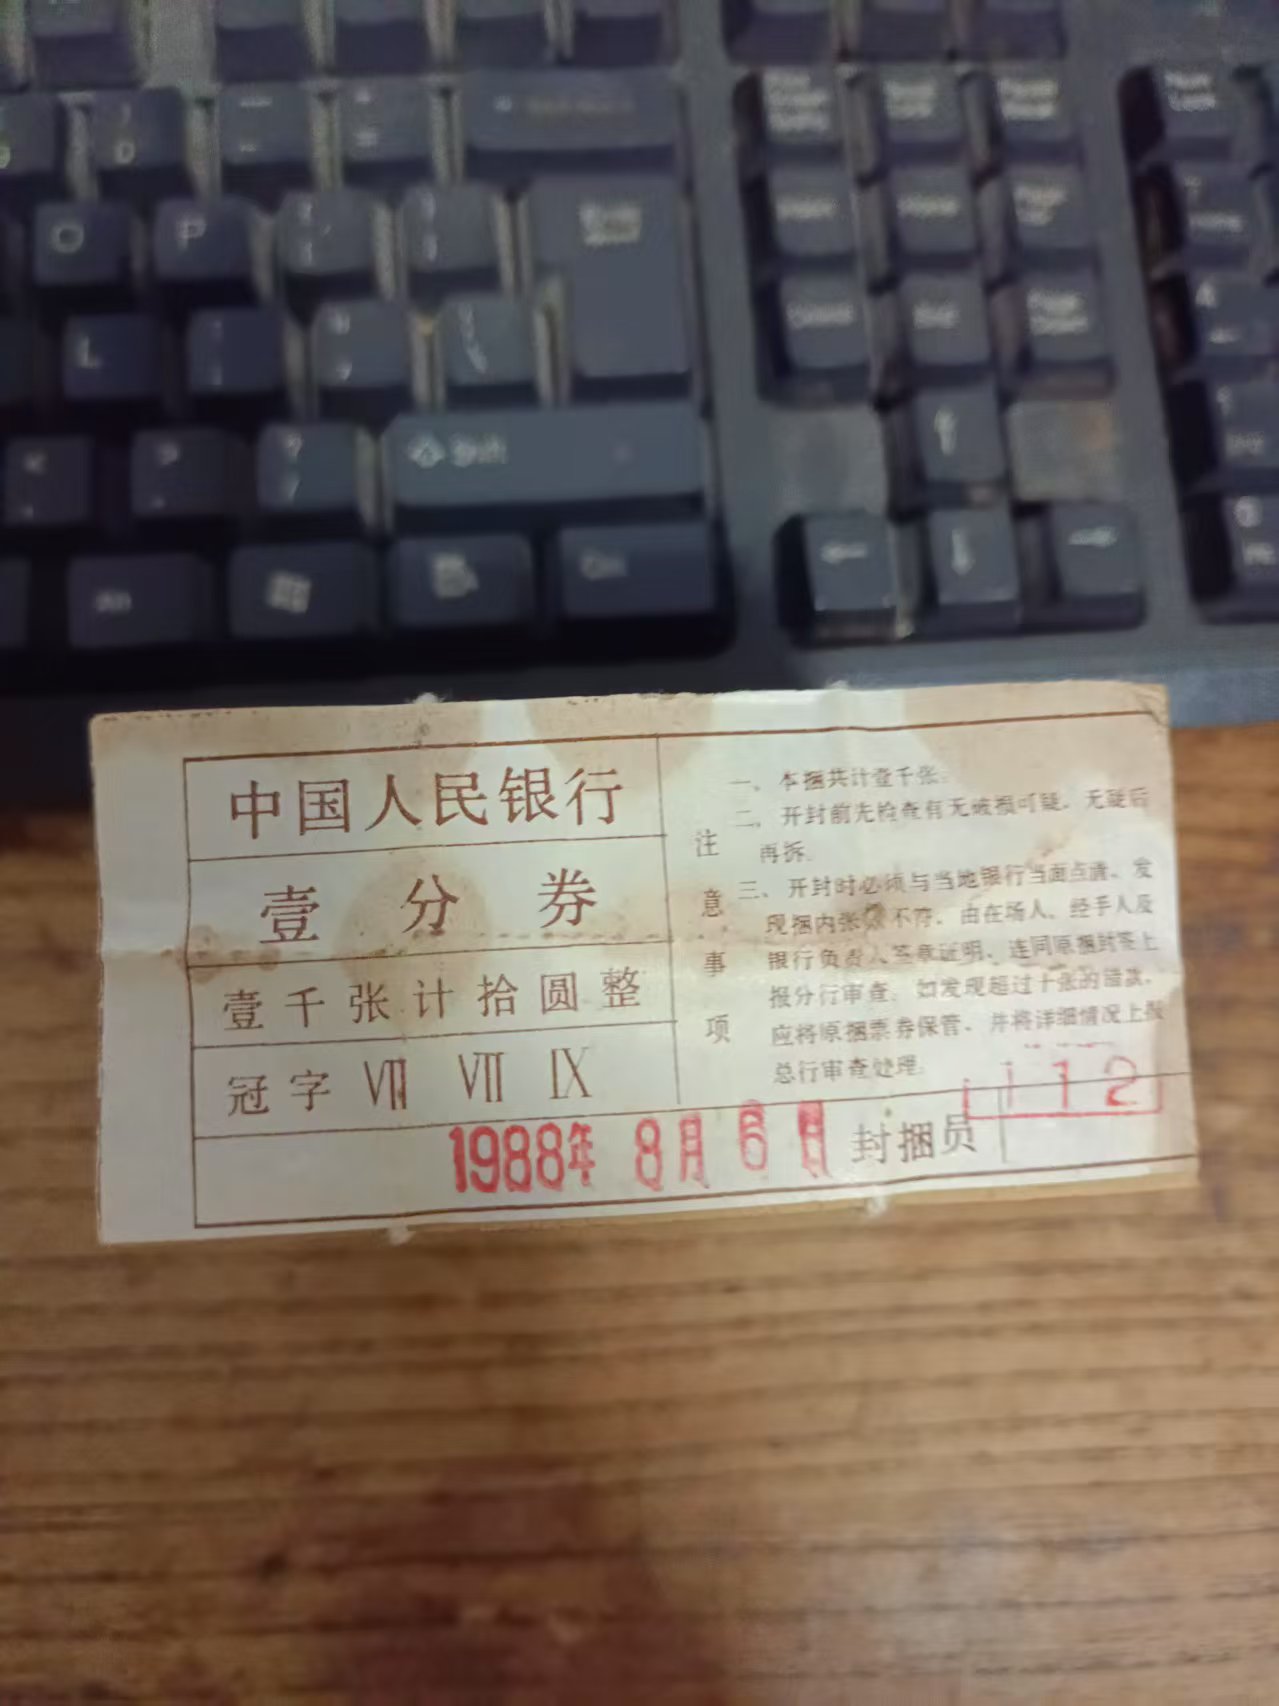 O
P
L
K
Shift
中国人民银行
壹分券
壹千张计拾圆整
冠字 Ⅶ Ⅶ Ⅸ
注意事项
一、本捆共计壹千张。
二、开封前先检查有无破损可疑,无疑后
再拆。
三、开封时必须与当地银行当面点清,发
现捆内张数不符,由在场人、经手人及
银行负责人签章证明,连同原捆封签上
报分行审查,如发现超过十张的错款,
应将原捆票券保管,并将详细情况上报
总行审查处理。
1988年 8月 6日 封捆员
112